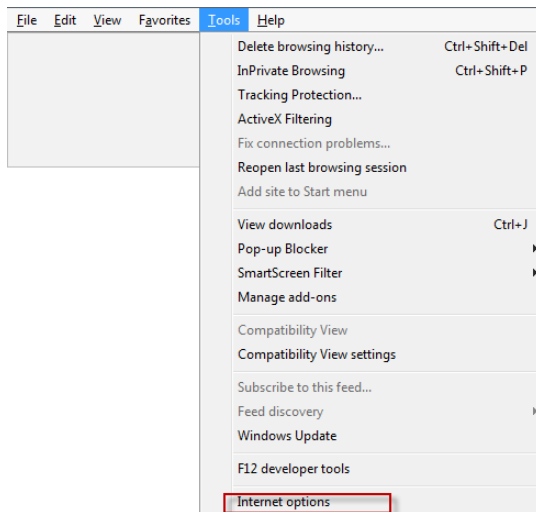 File Edit View Favorites Tools Help
Delete browsing history... Ctrl+Shift+Del
InPrivate Browsing Ctrl+Shift+P
Tracking Protection...
ActiveX Filtering
Fix connection problems...
Reopen last browsing session
Add site to Start menu
View downloads Ctrl+J
Pop-up Blocker
SmartScreen Filter
Manage add-ons
Compatibility View
Compatibility View settings
Subscribe to this feed...
Feed discovery
Windows Update
F12 developer tools
Internet options